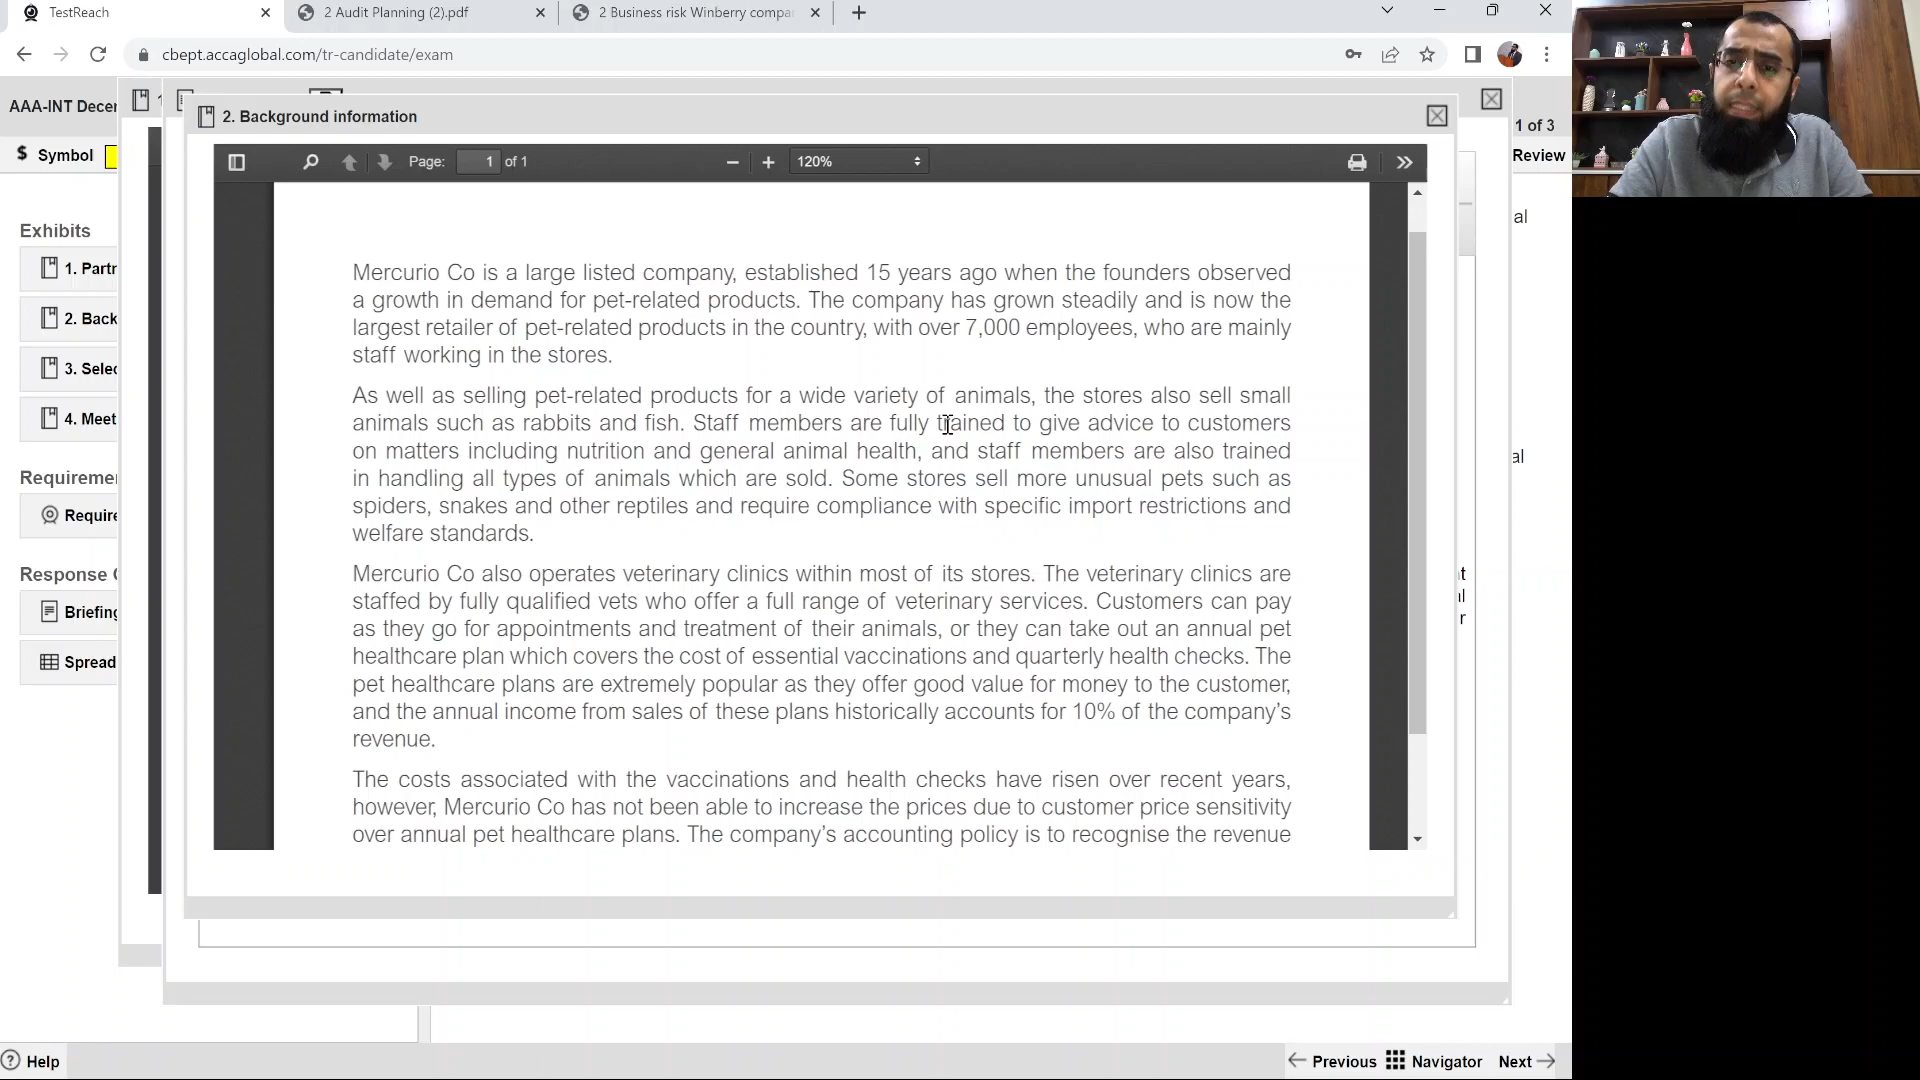 TestReach
2 Audit Planning (2).pdf
2 Business risk Winberry compa
cbept.accaglobal.com/tr-candidate/exam
AAA-INT Decer
1 of 3
$ Symbol
Review
Exhibits
1. Partr
2. Back
3. Selec
4. Meet
Requireme
Require
Response
Briefing
Spread
2. Background information
Page: 1 of 1
120%
Mercurio Co is a large listed company, established 15 years ago when the founders observed
a growth in demand for pet-related products. The company has grown steadily and is now the
largest retailer of pet-related products in the country, with over 7,000 employees, who are mainly
staff working in the stores.
As well as selling pet-related products for a wide variety of animals, the stores also sell small
animals such as rabbits and fish. Staff members are fully trained to give advice to customers
on matters including nutrition and general animal health, and staff members are also trained
in handling all types of animals which are sold. Some stores sell more unusual pets such as
spiders, snakes and other reptiles and require compliance with specific import restrictions and
welfare standards.
Mercurio Co also operates veterinary clinics within most of its stores. The veterinary clinics are
staffed by fully qualified vets who offer a full range of veterinary services. Customers can pay
as they go for appointments and treatment of their animals, or they can take out an annual pet
healthcare plan which covers the cost of essential vaccinations and quarterly health checks. The
pet healthcare plans are extremely popular as they offer good value for money to the customer,
and the annual income from sales of these plans historically accounts for 10% of the company's
revenue.
The costs associated with the vaccinations and health checks have risen over recent years,
however, Mercurio Co has not been able to increase the prices due to customer price sensitivity
over annual pet healthcare plans. The company's accounting policy is to recognise the revenue
al
al
Help
Previous
Navigator
Next